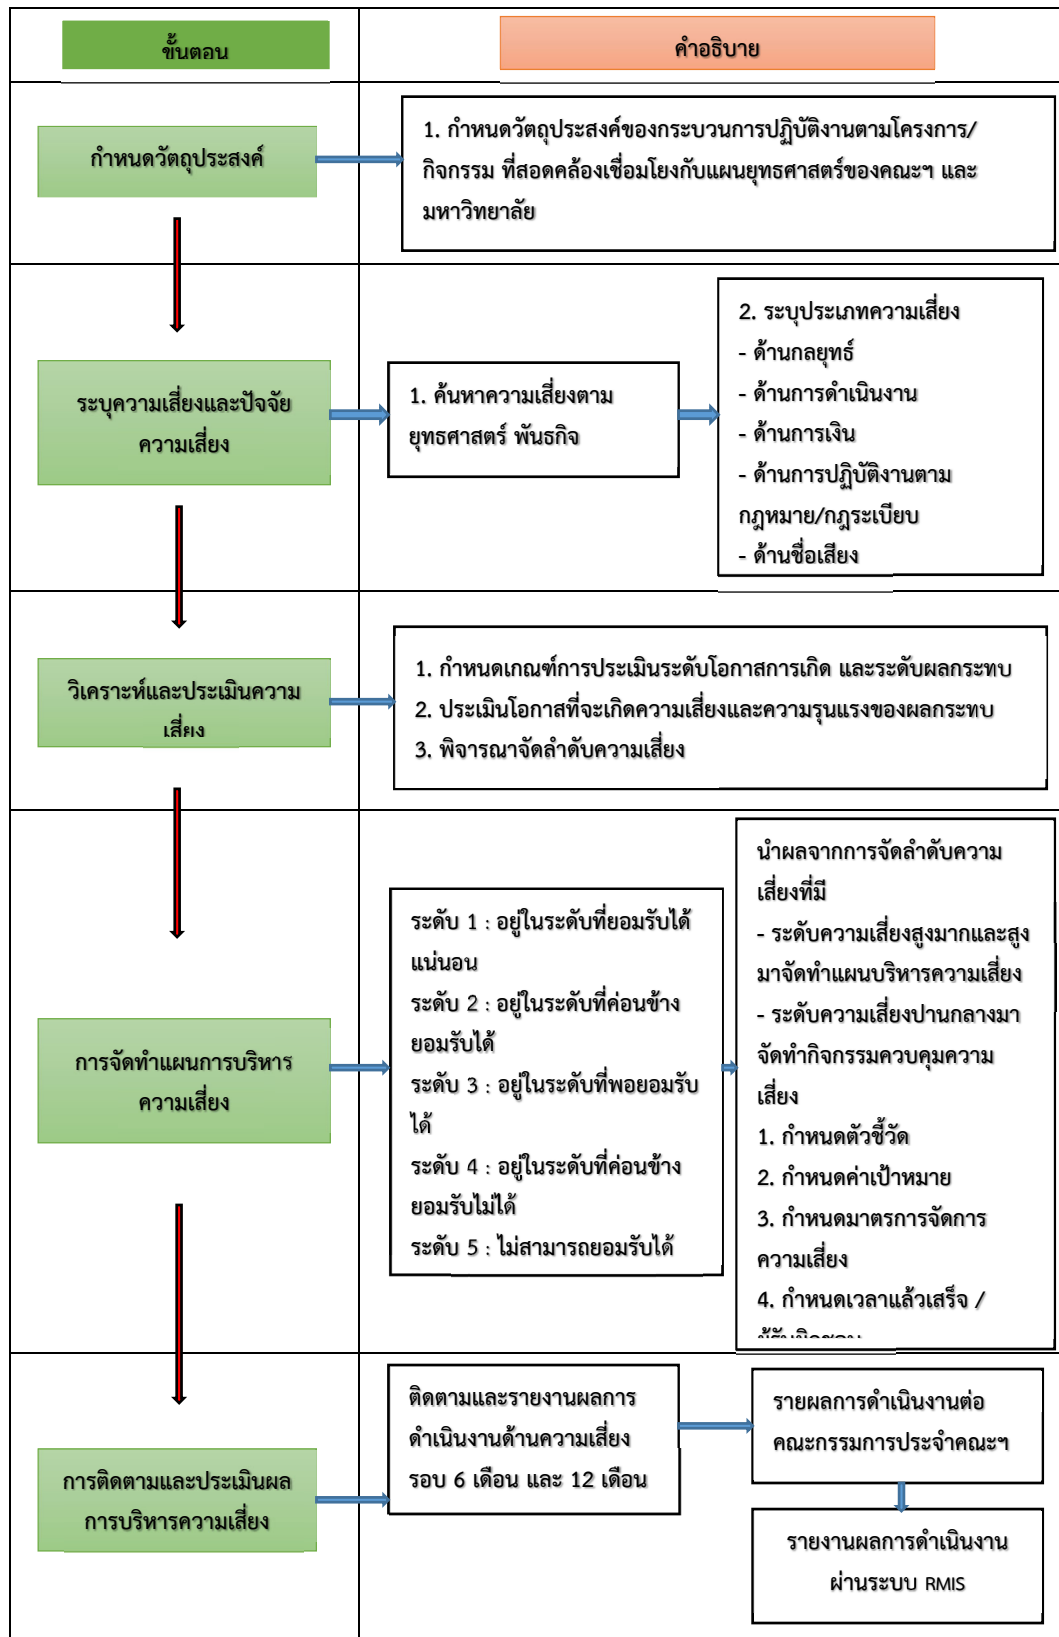 ขั้นตอน
คำอธิบาย
กำหนดวัตถุประสงค์
1. กำหนดวัตถุประสงค์ของกระบวนการปฏิบัติงานตามโครงการ/
กิจกรรม ที่สอดคล้องเชื่อมโยงกับแผนยุทธศาสตร์ของคณะฯ และ
มหาวิทยาลัย
ระบุความเสี่ยงและปัจจัย
ความเสี่ยง
1. ค้นหาความเสี่ยงตาม
ยุทธศาสตร์ พันธกิจ
2. ระบุประเภทความเสี่ยง
- ด้านกลยุทธ์
- ด้านการดำเนินงาน
- ด้านการเงิน
- ด้านการปฏิบัติงานตาม
กฎหมาย/กฎระเบียบ
- ด้านชื่อเสียง
วิเคราะห์และประเมินความ
เสี่ยง
1. กำหนดเกณฑ์การประเมินระดับโอกาสการเกิด และระดับผลกระทบ
2. ประเมินโอกาสที่จะเกิดความเสี่ยงและความรุนแรงของผลกระทบ
3. พิจารณาจัดลำดับความเสี่ยง
การจัดทำแผนการบริหาร
ความเสี่ยง
ระดับ 1 : อยู่ในระดับที่ยอมรับได้
แน่นอน
ระดับ 2 : อยู่ในระดับที่ค่อนข้าง
ยอมรับได้
ระดับ 3 : อยู่ในระดับที่พอยอมรับ
ได้
ระดับ 4 : อยู่ในระดับที่ค่อนข้าง
ยอมรับไม่ได้
ระดับ 5 : ไม่สามารถยอมรับได้
นำผลจากการจัดลำดับความ
เสี่ยงที่มี
- ระดับความเสี่ยงสูงมากและสูง
มาจัดทำแผนบริหารความเสี่ยง
- ระดับความเสี่ยงปานกลางมา
จัดทำกิจกรรมควบคุมความ
เสี่ยง
1. กำหนดตัวชี้วัด
2. กำหนดค่าเป้าหมาย
3. กำหนดมาตรการจัดการ
ความเสี่ยง
4. กำหนดเวลาแล้วเสร็จ /
การติดตามและประเมินผล
การบริหารความเสี่ยง
ติดตามและรายงานผลการ
ดำเนินงานด้านความเสี่ยง
รอบ 6 เดือน และ 12 เดือน
รายผลการดำเนินงานต่อ
คณะกรรมการประจำคณะฯ
รายงานผลการดำเนินงาน
ผ่านระบบ RMIS